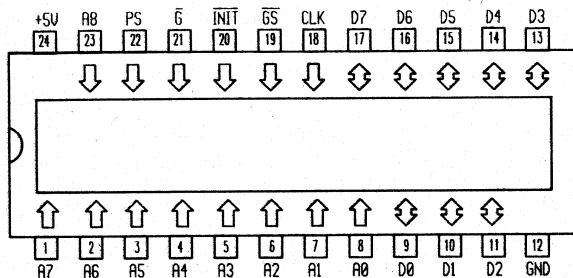 +5V A8 PS G̅ I̅N̅I̅T̅ G̅S̅ CLK D7 D6 D5 D4 D3
24 23 22 21 20 19 18 17 16 15 14 13
1 2 3 4 5 6 7 8 9 10 11 12
A7 A6 A5 A4 A3 A2 A1 A0 D0 D1 D2 GND